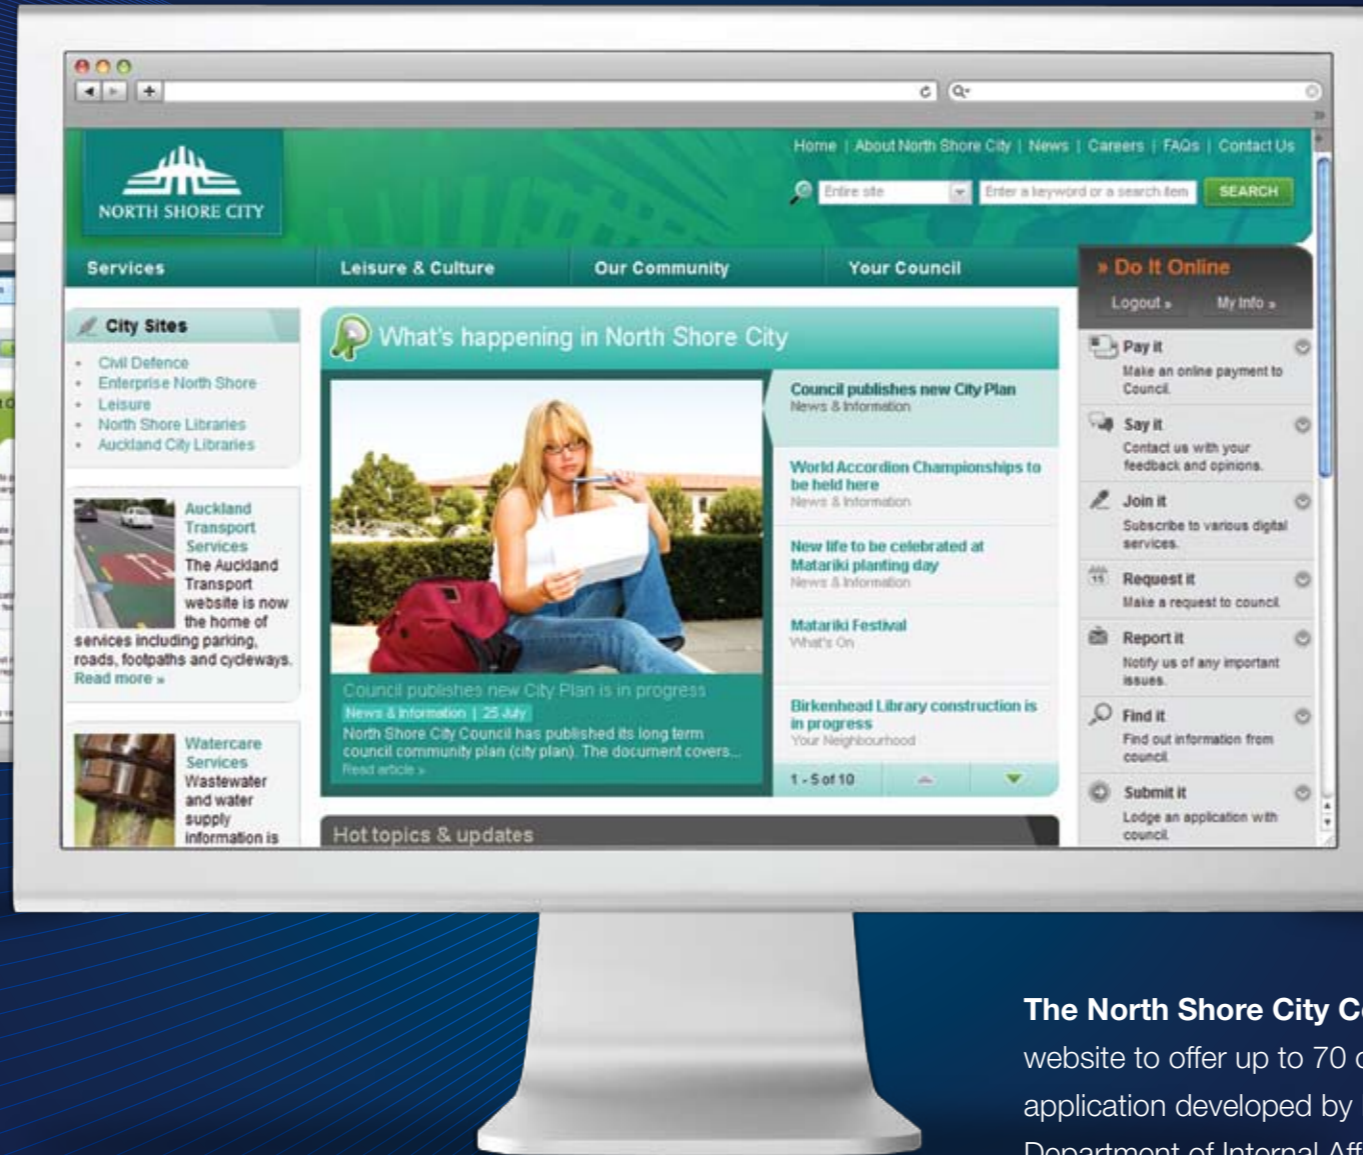 Home | About North Shore City | News | Careers | FAQs | Contact Us
Entire site
Enter a keyword or a search item
SEARCH
NORTH SHORE CITY
Services
Leisure & Culture
Our Community
Your Council
» Do It Online
Logout »
My Info »
City Sites
• Civil Defence
• Enterprise North Shore
• Leisure
• North Shore Libraries
• Auckland City Libraries
Auckland
Transport
Services
The Auckland
Transport
website is now
the home of
services including parking,
roads, footpaths and cycleways.
Read more »
Watercare
Services
Wastewater
and water
supply
information is
What's happening in North Shore City
Council publishes new City Plan is in progress
News & Information | 25 July
North Shore City Council has published its long term
council community plan (city plan). The document covers...
Read article »
Council publishes new City Plan
News & Information
World Accordion Championships to
be held here
News & Information
New life to be celebrated at
Matariki planting day
News & Information
Matariki Festival
What's On
Birkenhead Library construction is
in progress
Your Neighbourhood
1 - 5 of 10
Hot topics & updates
Pay it
Make an online payment to
Council.
Say it
Contact us with your
feedback and opinions.
Join it
Subscribe to various digital
services.
15
Request it
Make a request to council.
Report it
Notify us of any important
issues.
Find it
Find out information from
council.
Submit it
Lodge an application with
council.
The North Shore City
website to offer up to 70
application developed by
Department of Internal